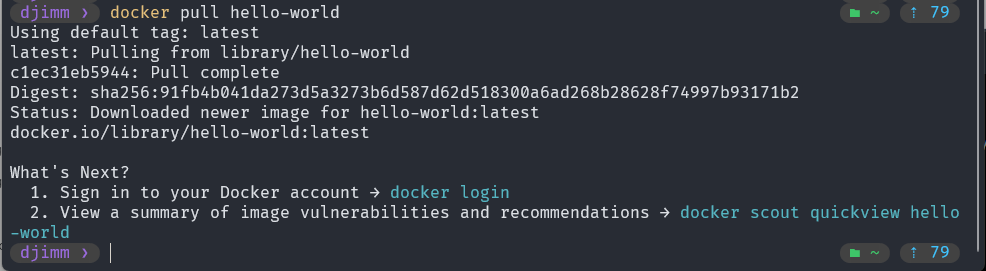 djimm ❯ docker pull hello-world ~ ↑ 79
Using default tag: latest
latest: Pulling from library/hello-world
c1ec31eb5944: Pull complete
Digest: sha256:91fb4b041da273d5a3273b6d587d62d518300a6ad268b28628f74997b93171b2
Status: Downloaded newer image for hello-world:latest
docker.io/library/hello-world:latest
What's Next?
1. Sign in to your Docker account → docker login
2. View a summary of image vulnerabilities and recommendations → docker scout quickview hello
-world
djimm ❯ ~ ↑ 79